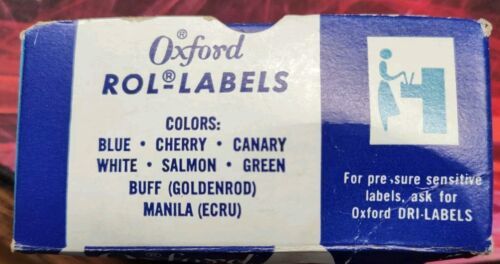 Oxford®
ROL®-LABELS
COLORS:
BLUE • CHERRY • CANARY
WHITE • SALMON • GREEN
BUFF (GOLDENROD)
MANILA (ECRU)
For pressure sensitive
labels, ask for
Oxford DRI-LABELS
Oxford